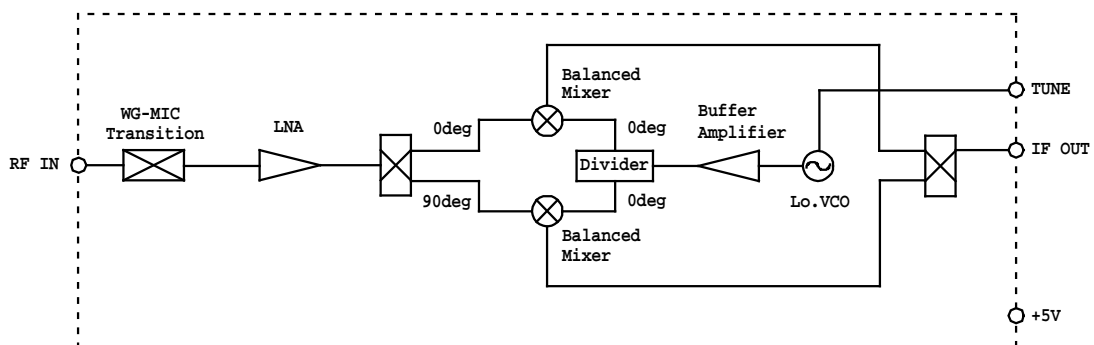 Balanced
Mixer
TUNE
WG-MIC
Transition
LNA
Buffer
Amplifier
0deg
0deg
RF IN
Divider
IF OUT
90deg
0deg
Lo.VCO
Balanced
Mixer
+5V